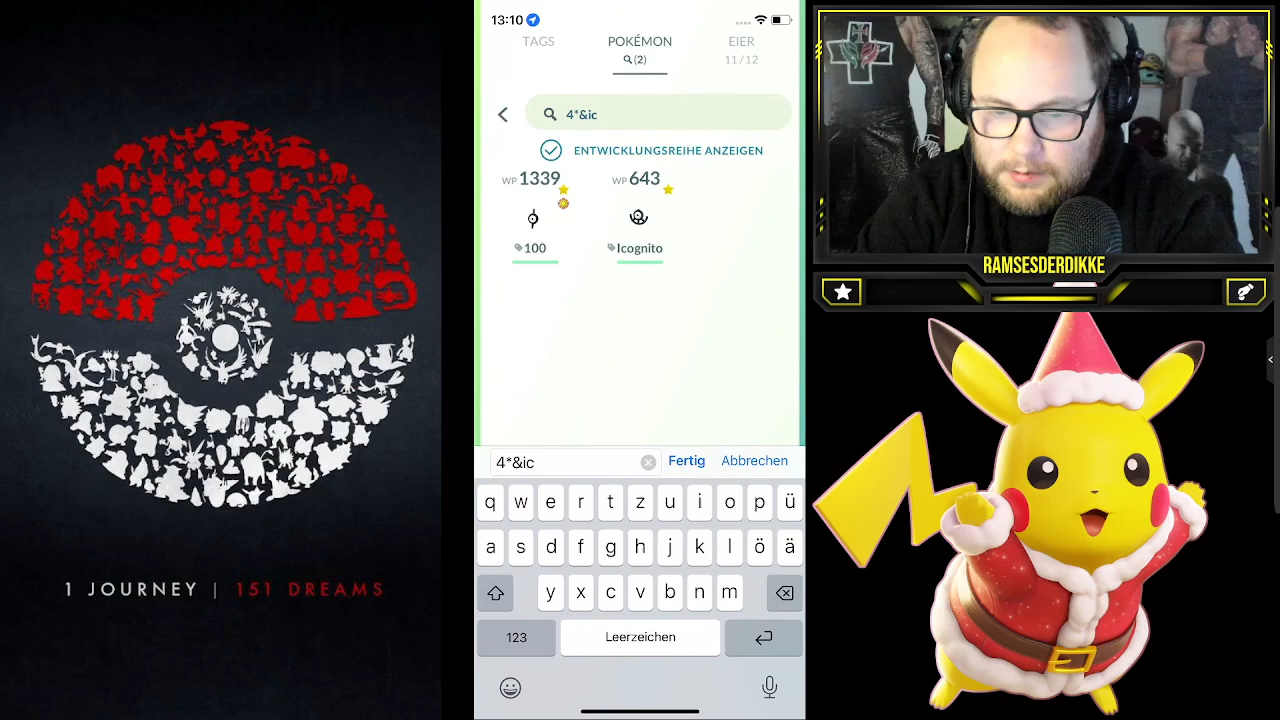 1 JOURNEY | 151 DREAMS
13:10
TAGS
POKÉMON
(2)
EIER
11/12
4*&ic
ENTWICKLUNGSREIHE ANZEIGEN
WP 1339
WP 643
100
Icognito
4*&ic
Fertig
Abbrechen
q w e r t z u i o p ü
a s d f g h j k l ö ä
y x c v b n m
123
Leerzeichen
RAMSESDERDIKKE